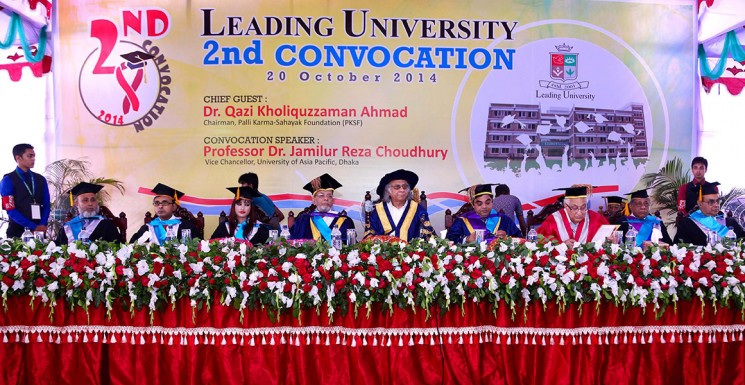 2ND
CONVOCATION
2014
LEADING UNIVERSITY
2nd CONVOCATION
20 October 2014
CHIEF GUEST :
Dr. Qazi Kholiquzzaman Ahmad
Chairman, Palli Karma-Sahayak Foundation (PKSF)
CONVOCATION SPEAKER :
Professor Dr. Jamilur Reza Choudhury
Vice Chancellor, University of Asia Pacific, Dhaka
Leading University